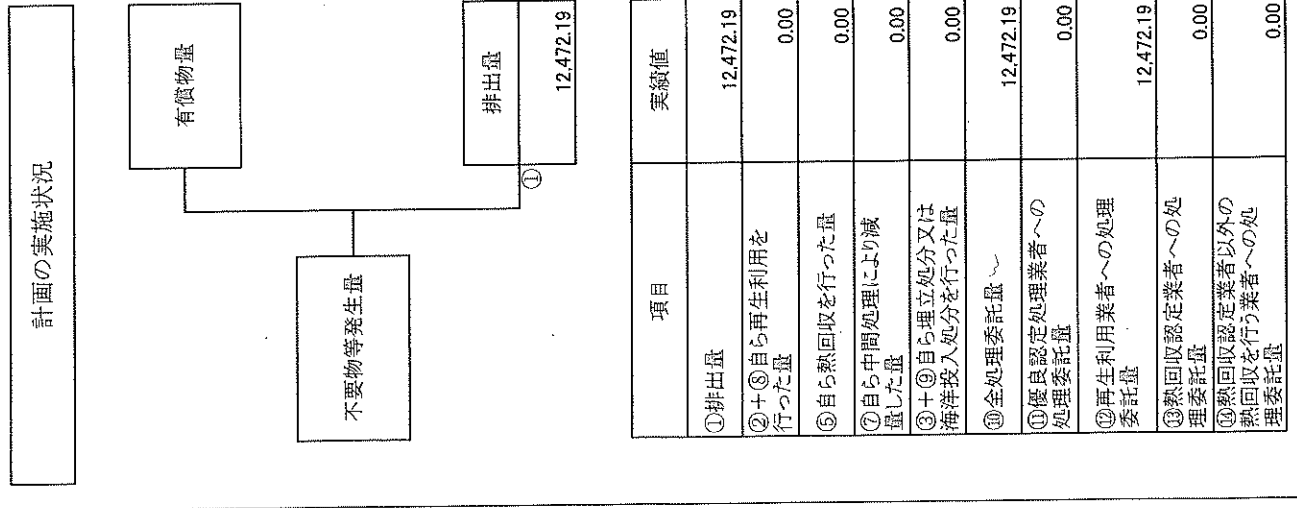 計画の実施状況
有償物量
不要物等発生量
排出量
①
12,472.19
項目 実績値
①排出量 12,472.19
②+⑧自ら再生利用を
行った量 0.00
⑤自ら熱回収を行った量 0.00
⑦自ら中間処理により減
量した量 0.00
③+⑨自ら埋立処分又は
海洋投入処分を行った量 0.00
⑩全処理委託量 12,472.19
⑪優良認定処理業者への
処理委託量 0.00
⑫再生利用業者への処理
委託量 12,472.19
⑬熱回収認定業者への処
理委託量 0.00
⑭熱回収認定業者以外の
熱回収を行う業者への処
理委託量 0.00